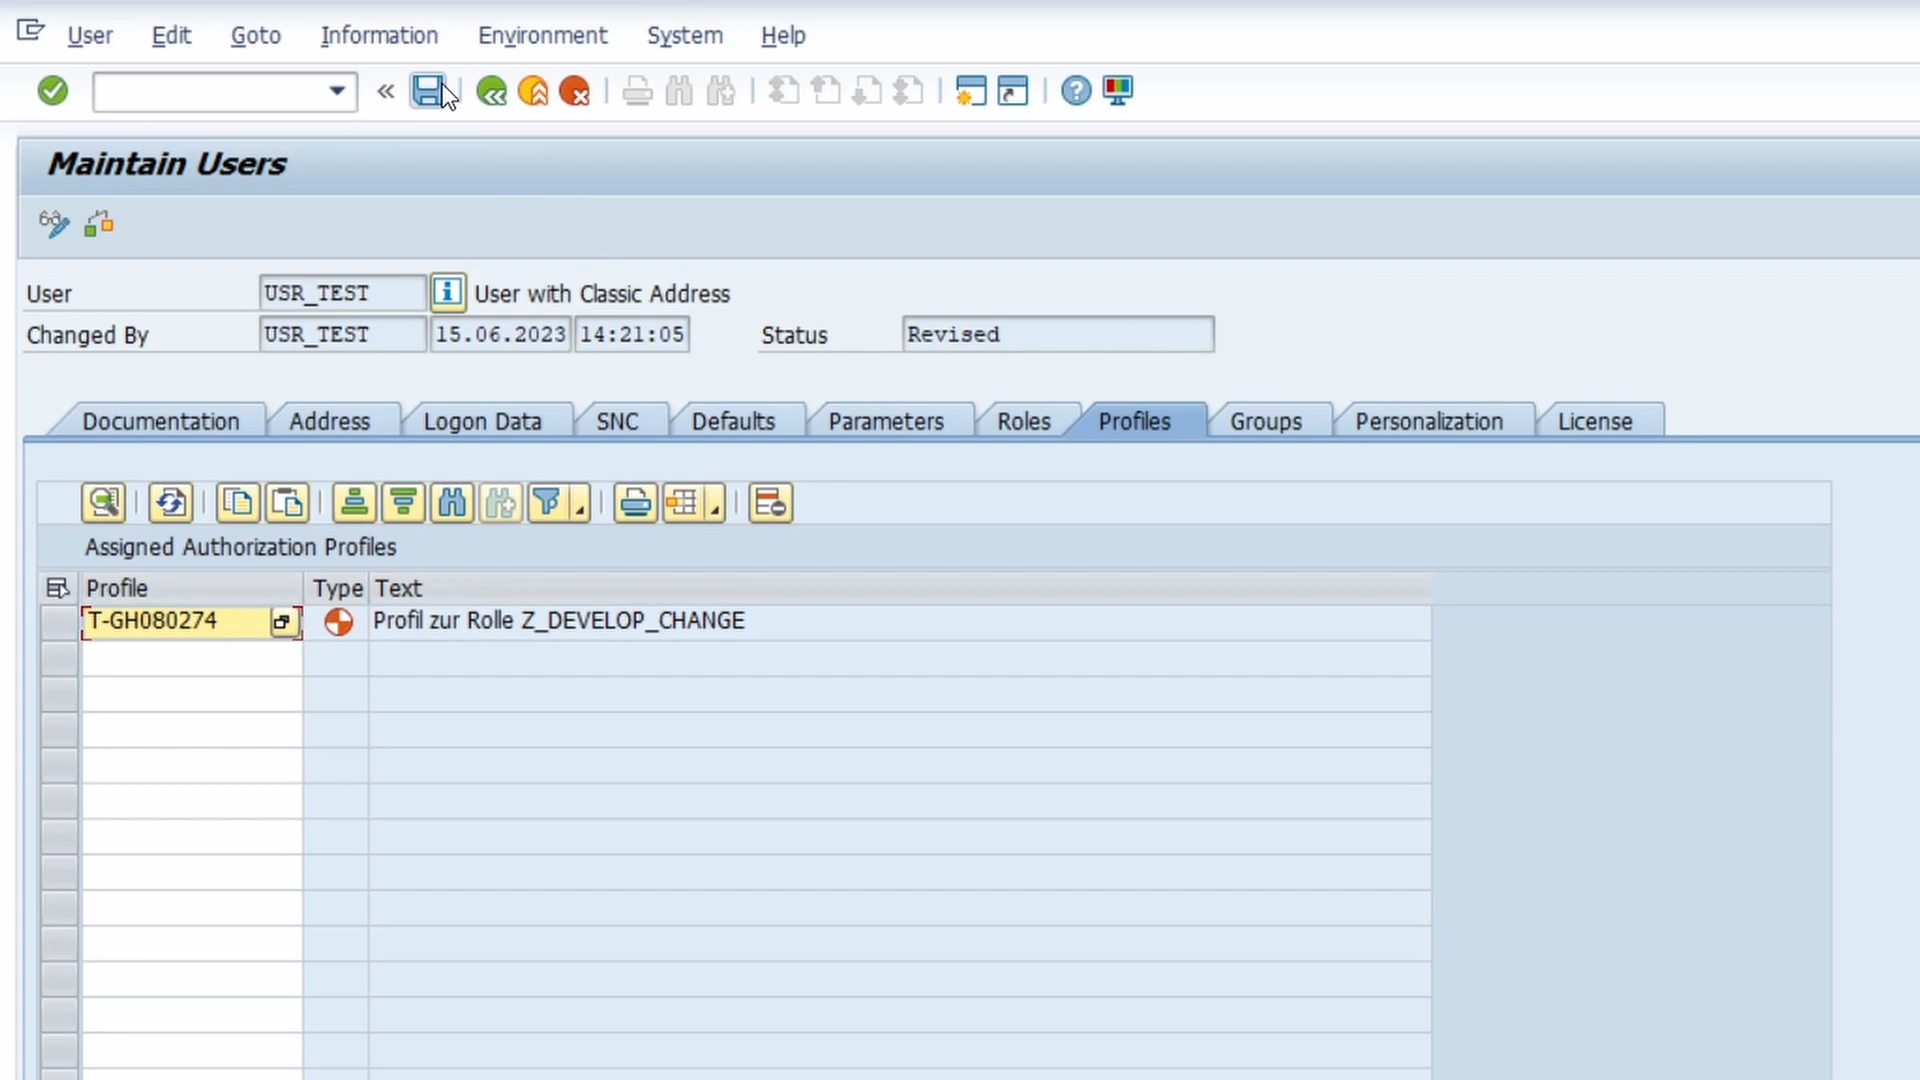 User Edit Goto Information Environment System Help
Maintain Users
User USR_TEST User with Classic Address
Changed By USR_TEST 15.06.2023 14:21:05 Status Revised
Documentation Address Logon Data SNC Defaults Parameters Roles Profiles Groups Personalization License
Assigned Authorization Profiles
Profile Type Text
T-GH080274 Profil zur Rolle Z_DEVELOP_CHANGE